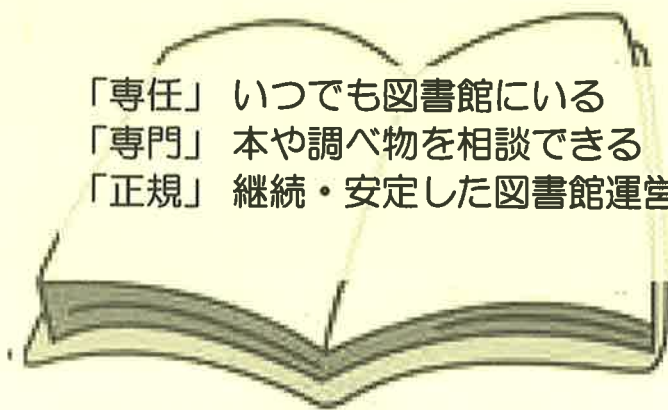 「専任」 いつでも図書館にいる
「専門」 本や調べ物を相談できる
「正規」 継続・安定した図書館運営